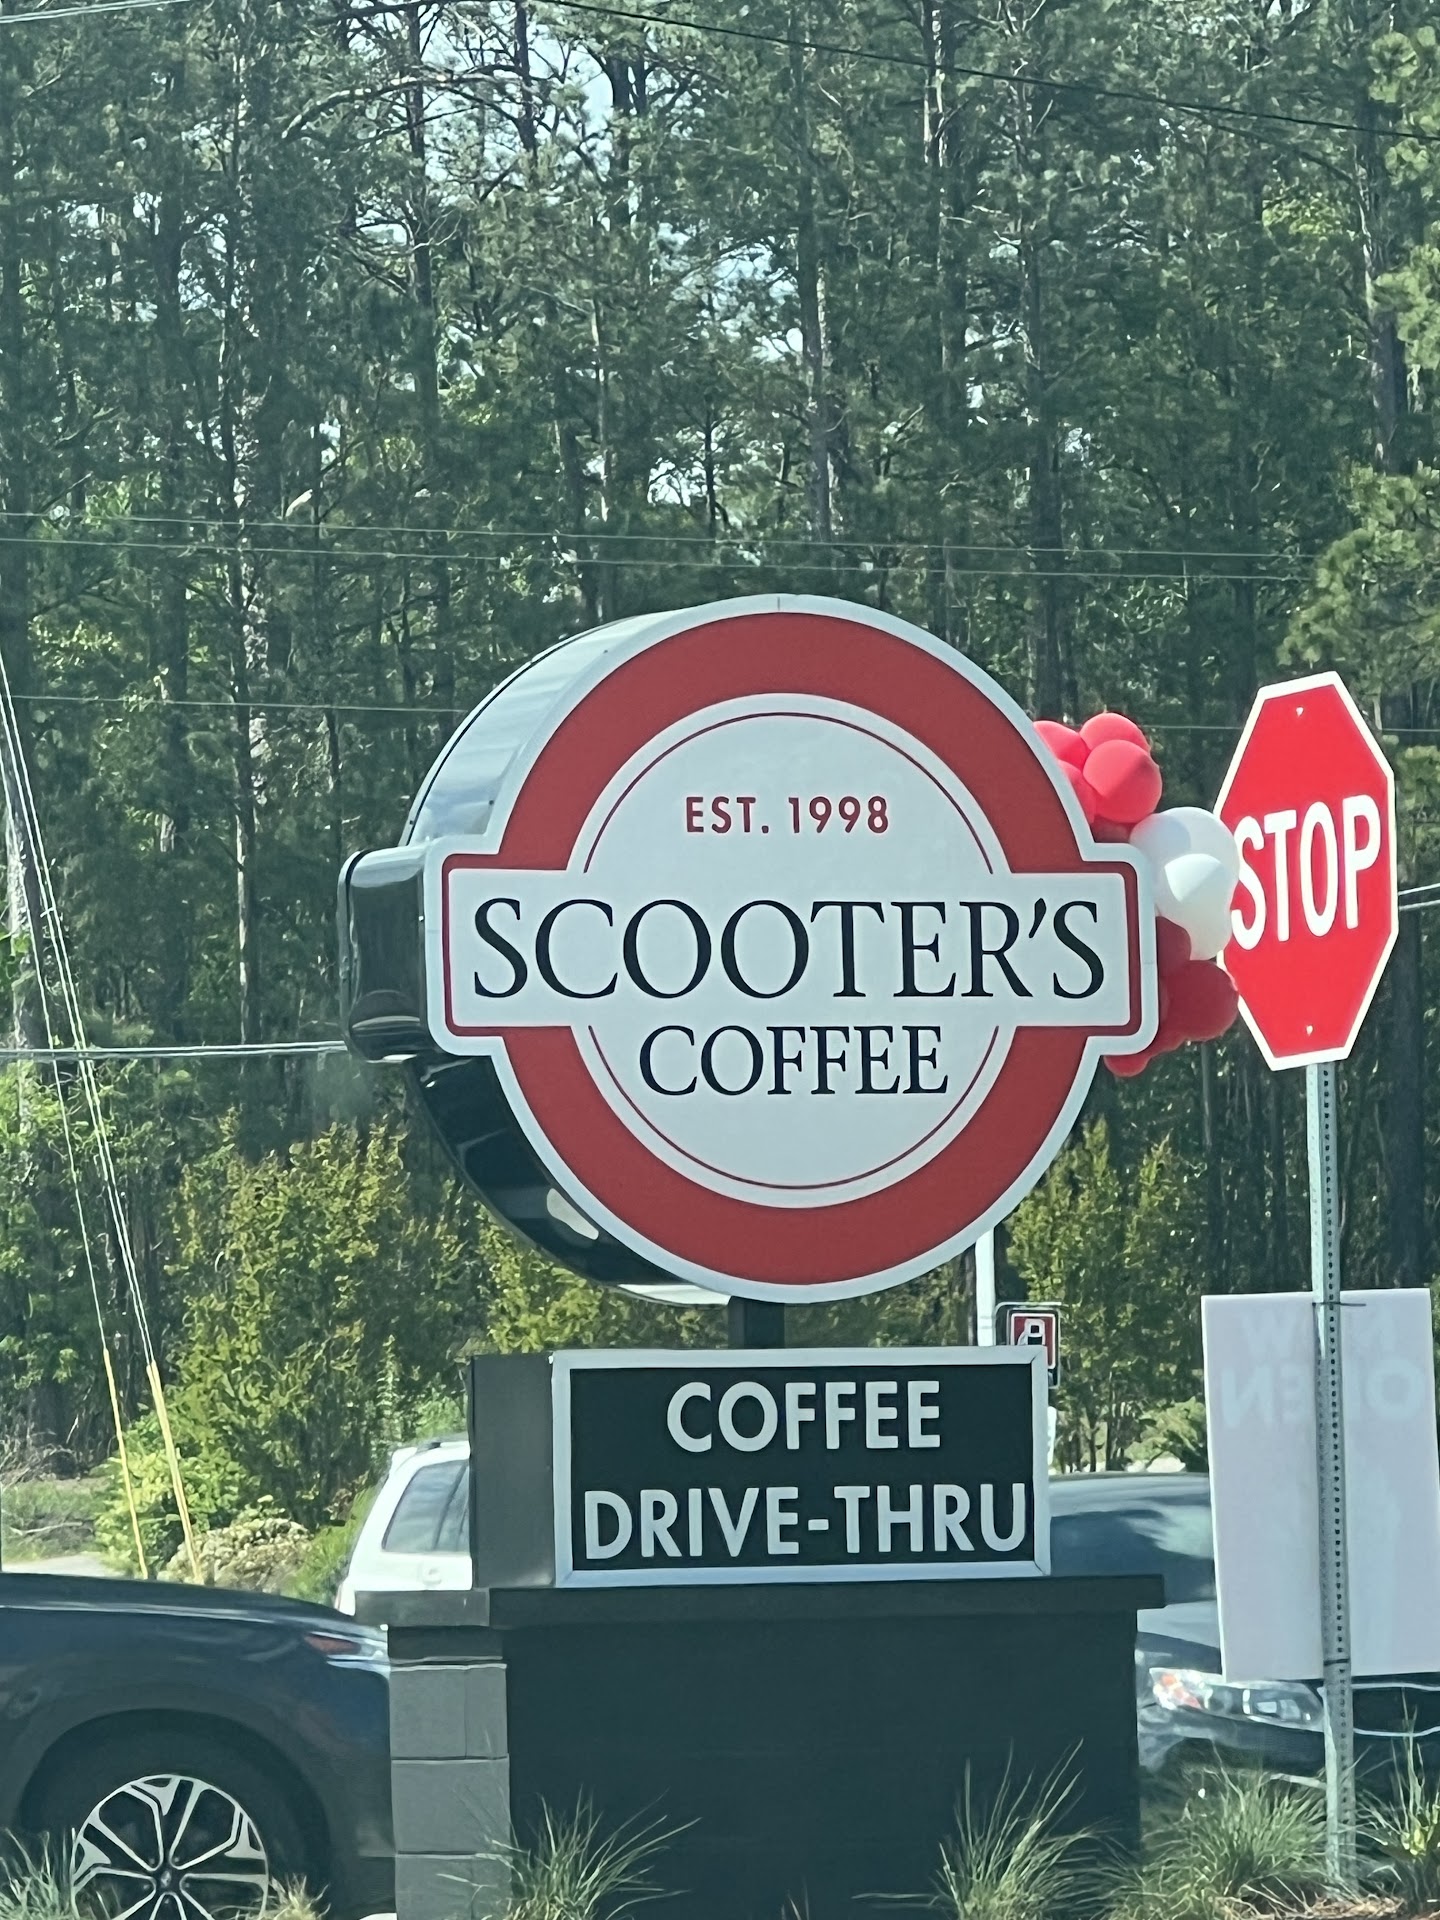 EST. 1998
SCOOTER'S
COFFEE
STOP
COFFEE
DRIVE-THRU